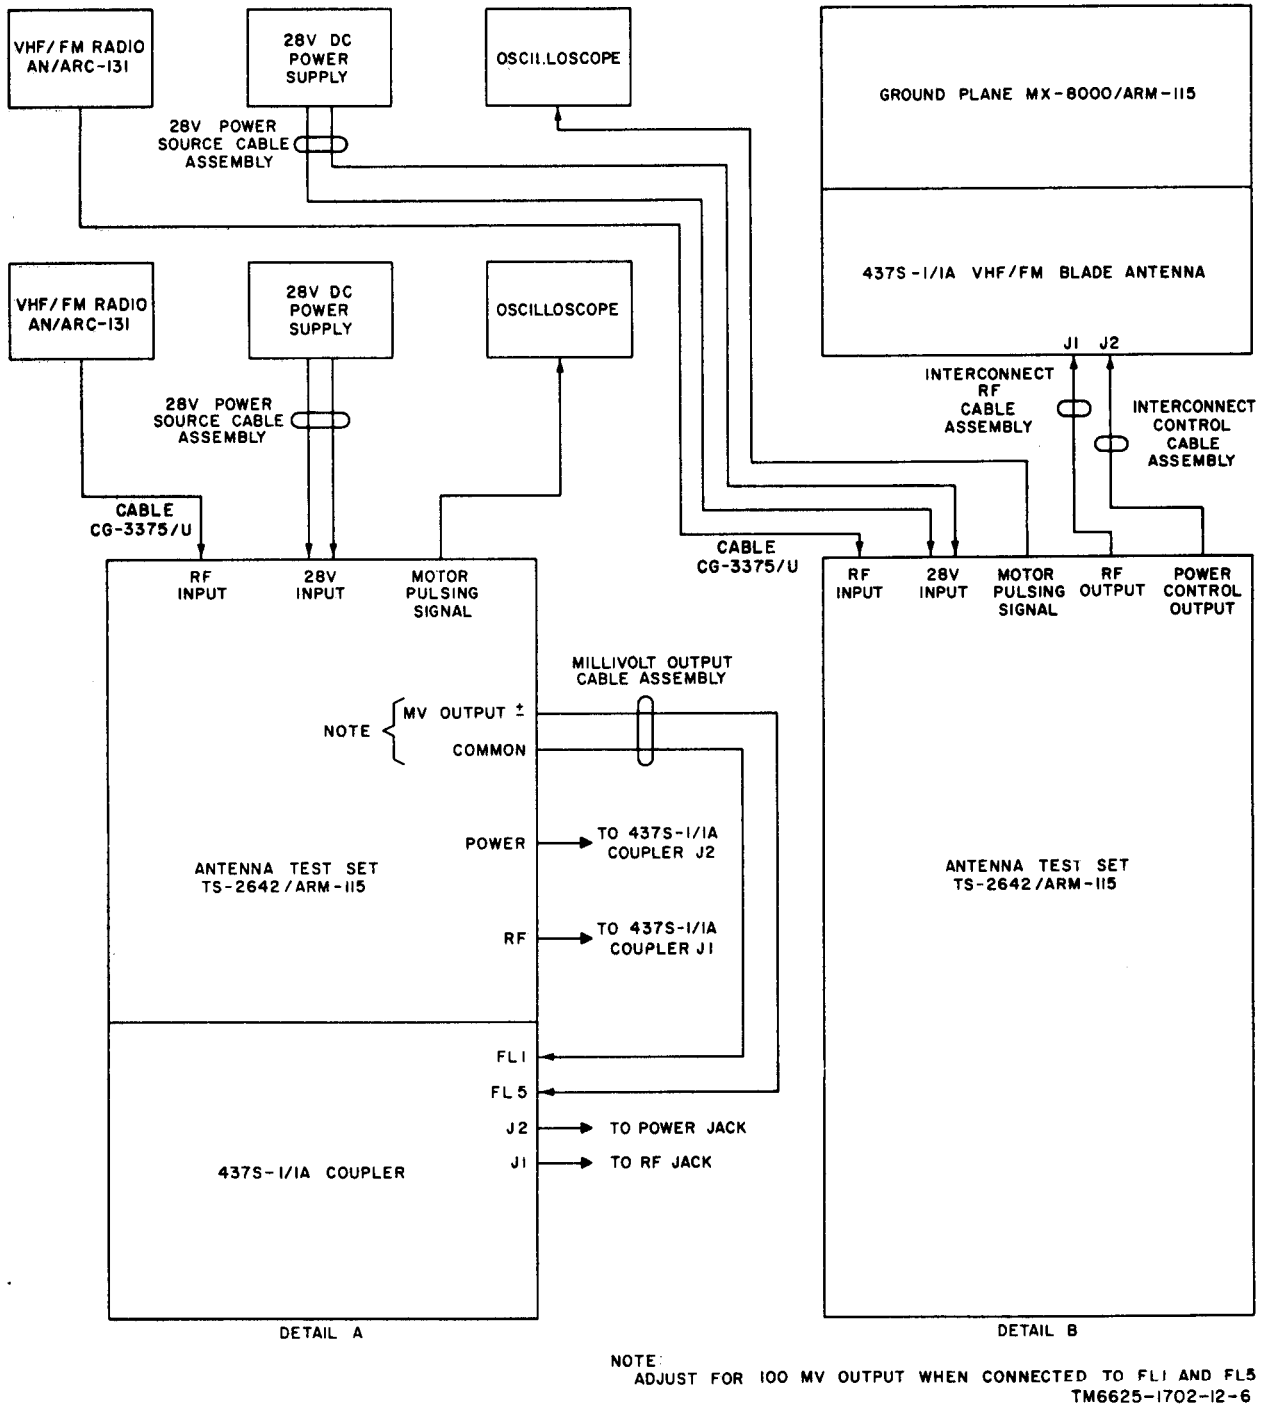 VHF/FM RADIO
AN/ARC-131
28V DC
POWER
SUPPLY
OSCILLOSCOPE
GROUND PLANE MX-8000/ARM-115
28V POWER
SOURCE CABLE
ASSEMBLY
437S-1/1A VHF/FM BLADE ANTENNA
J1 J2
VHF/FM RADIO
AN/ARC-131
28V DC
POWER
SUPPLY
OSCILLOSCOPE
INTERCONNECT
RF
CABLE
ASSEMBLY
INTERCONNECT
CONTROL
CABLE
ASSEMBLY
28V POWER
SOURCE CABLE
ASSEMBLY
CABLE
CG-3375/U
CABLE
CG-3375/U
RF
INPUT
28V
INPUT
MOTOR
PULSING
SIGNAL
RF
INPUT
28V
INPUT
MOTOR
PULSING
SIGNAL
RF
OUTPUT
POWER
CONTROL
OUTPUT
MILLIVOLT OUTPUT
CABLE ASSEMBLY
NOTE
MV OUTPUT ±
COMMON
POWER
TO 437S-1/1A
COUPLER J2
ANTENNA TEST SET
TS-2642/ARM-115
RF
TO 437S-1/1A
COUPLER J1
ANTENNA TEST SET
TS-2642/ARM-115
FL1
FL5
J2
TO POWER JACK
J1
TO RF JACK
437S-1/1A COUPLER
DETAIL A
DETAIL B
NOTE:
ADJUST FOR 100 MV OUTPUT WHEN CONNECTED TO FL1 AND FL5
TM6625-1702-12-6